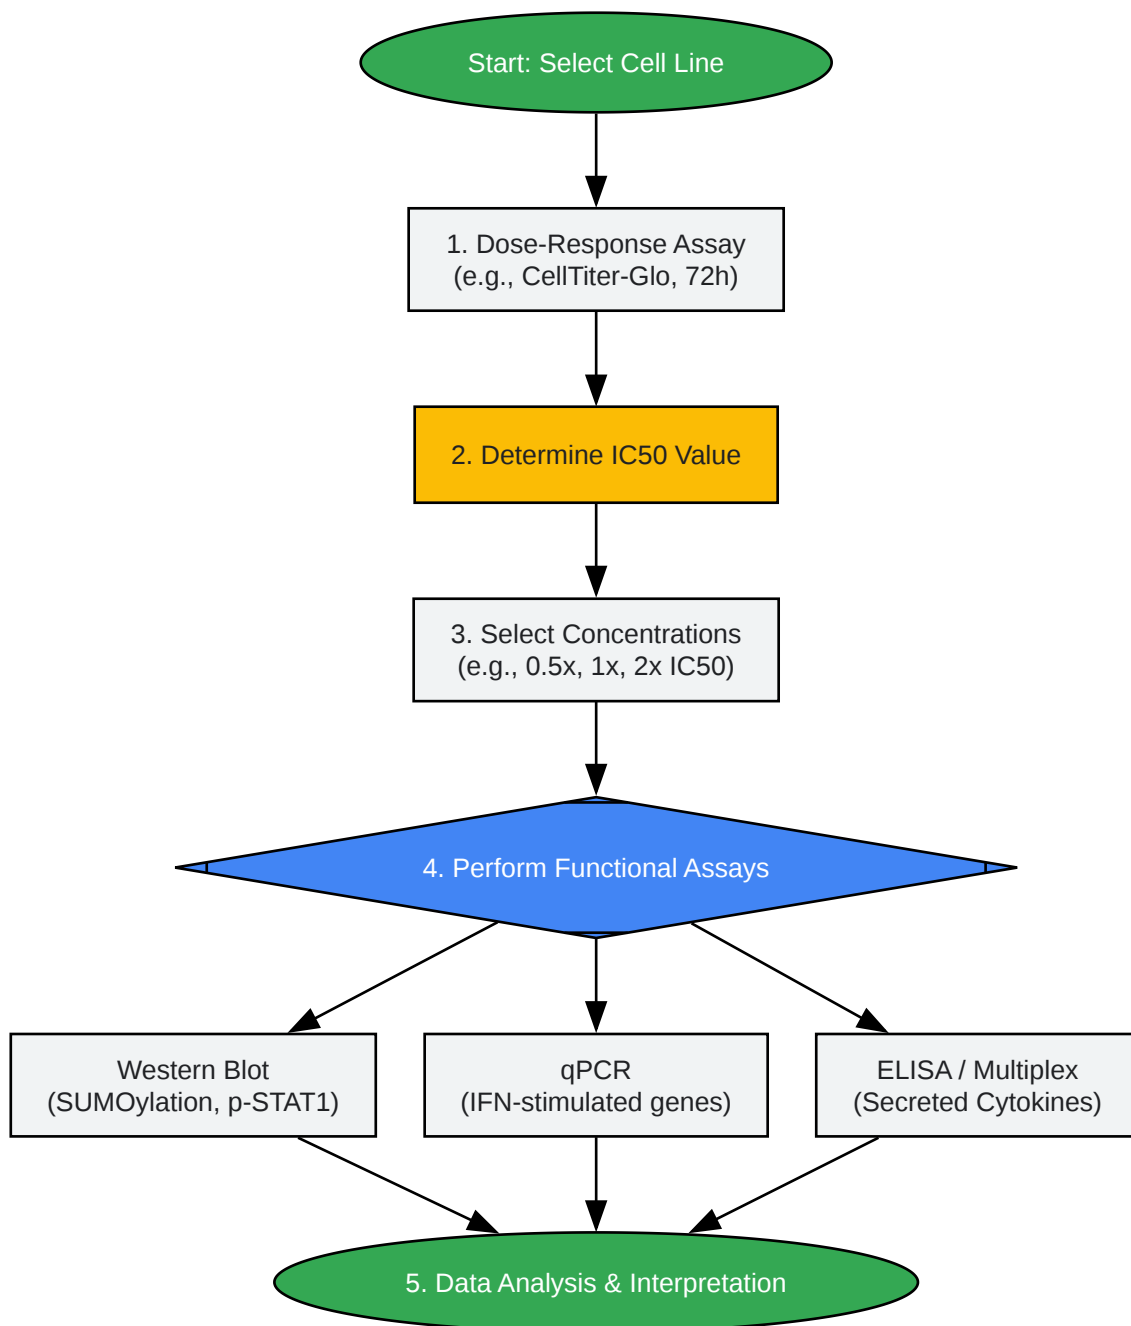 Start: Select Cell Line
1. Dose-Response Assay
(e.g., CellTiter-Glo, 72h)
2. Determine IC50 Value
3. Select Concentrations
(e.g., 0.5x, 1x, 2x IC50)
4. Perform Functional Assays
Western Blot
(SUMOylation, p-STAT1)
qPCR
(IFN-stimulated genes)
ELISA / Multiplex
(Secreted Cytokines)
5. Data Analysis & Interpretation